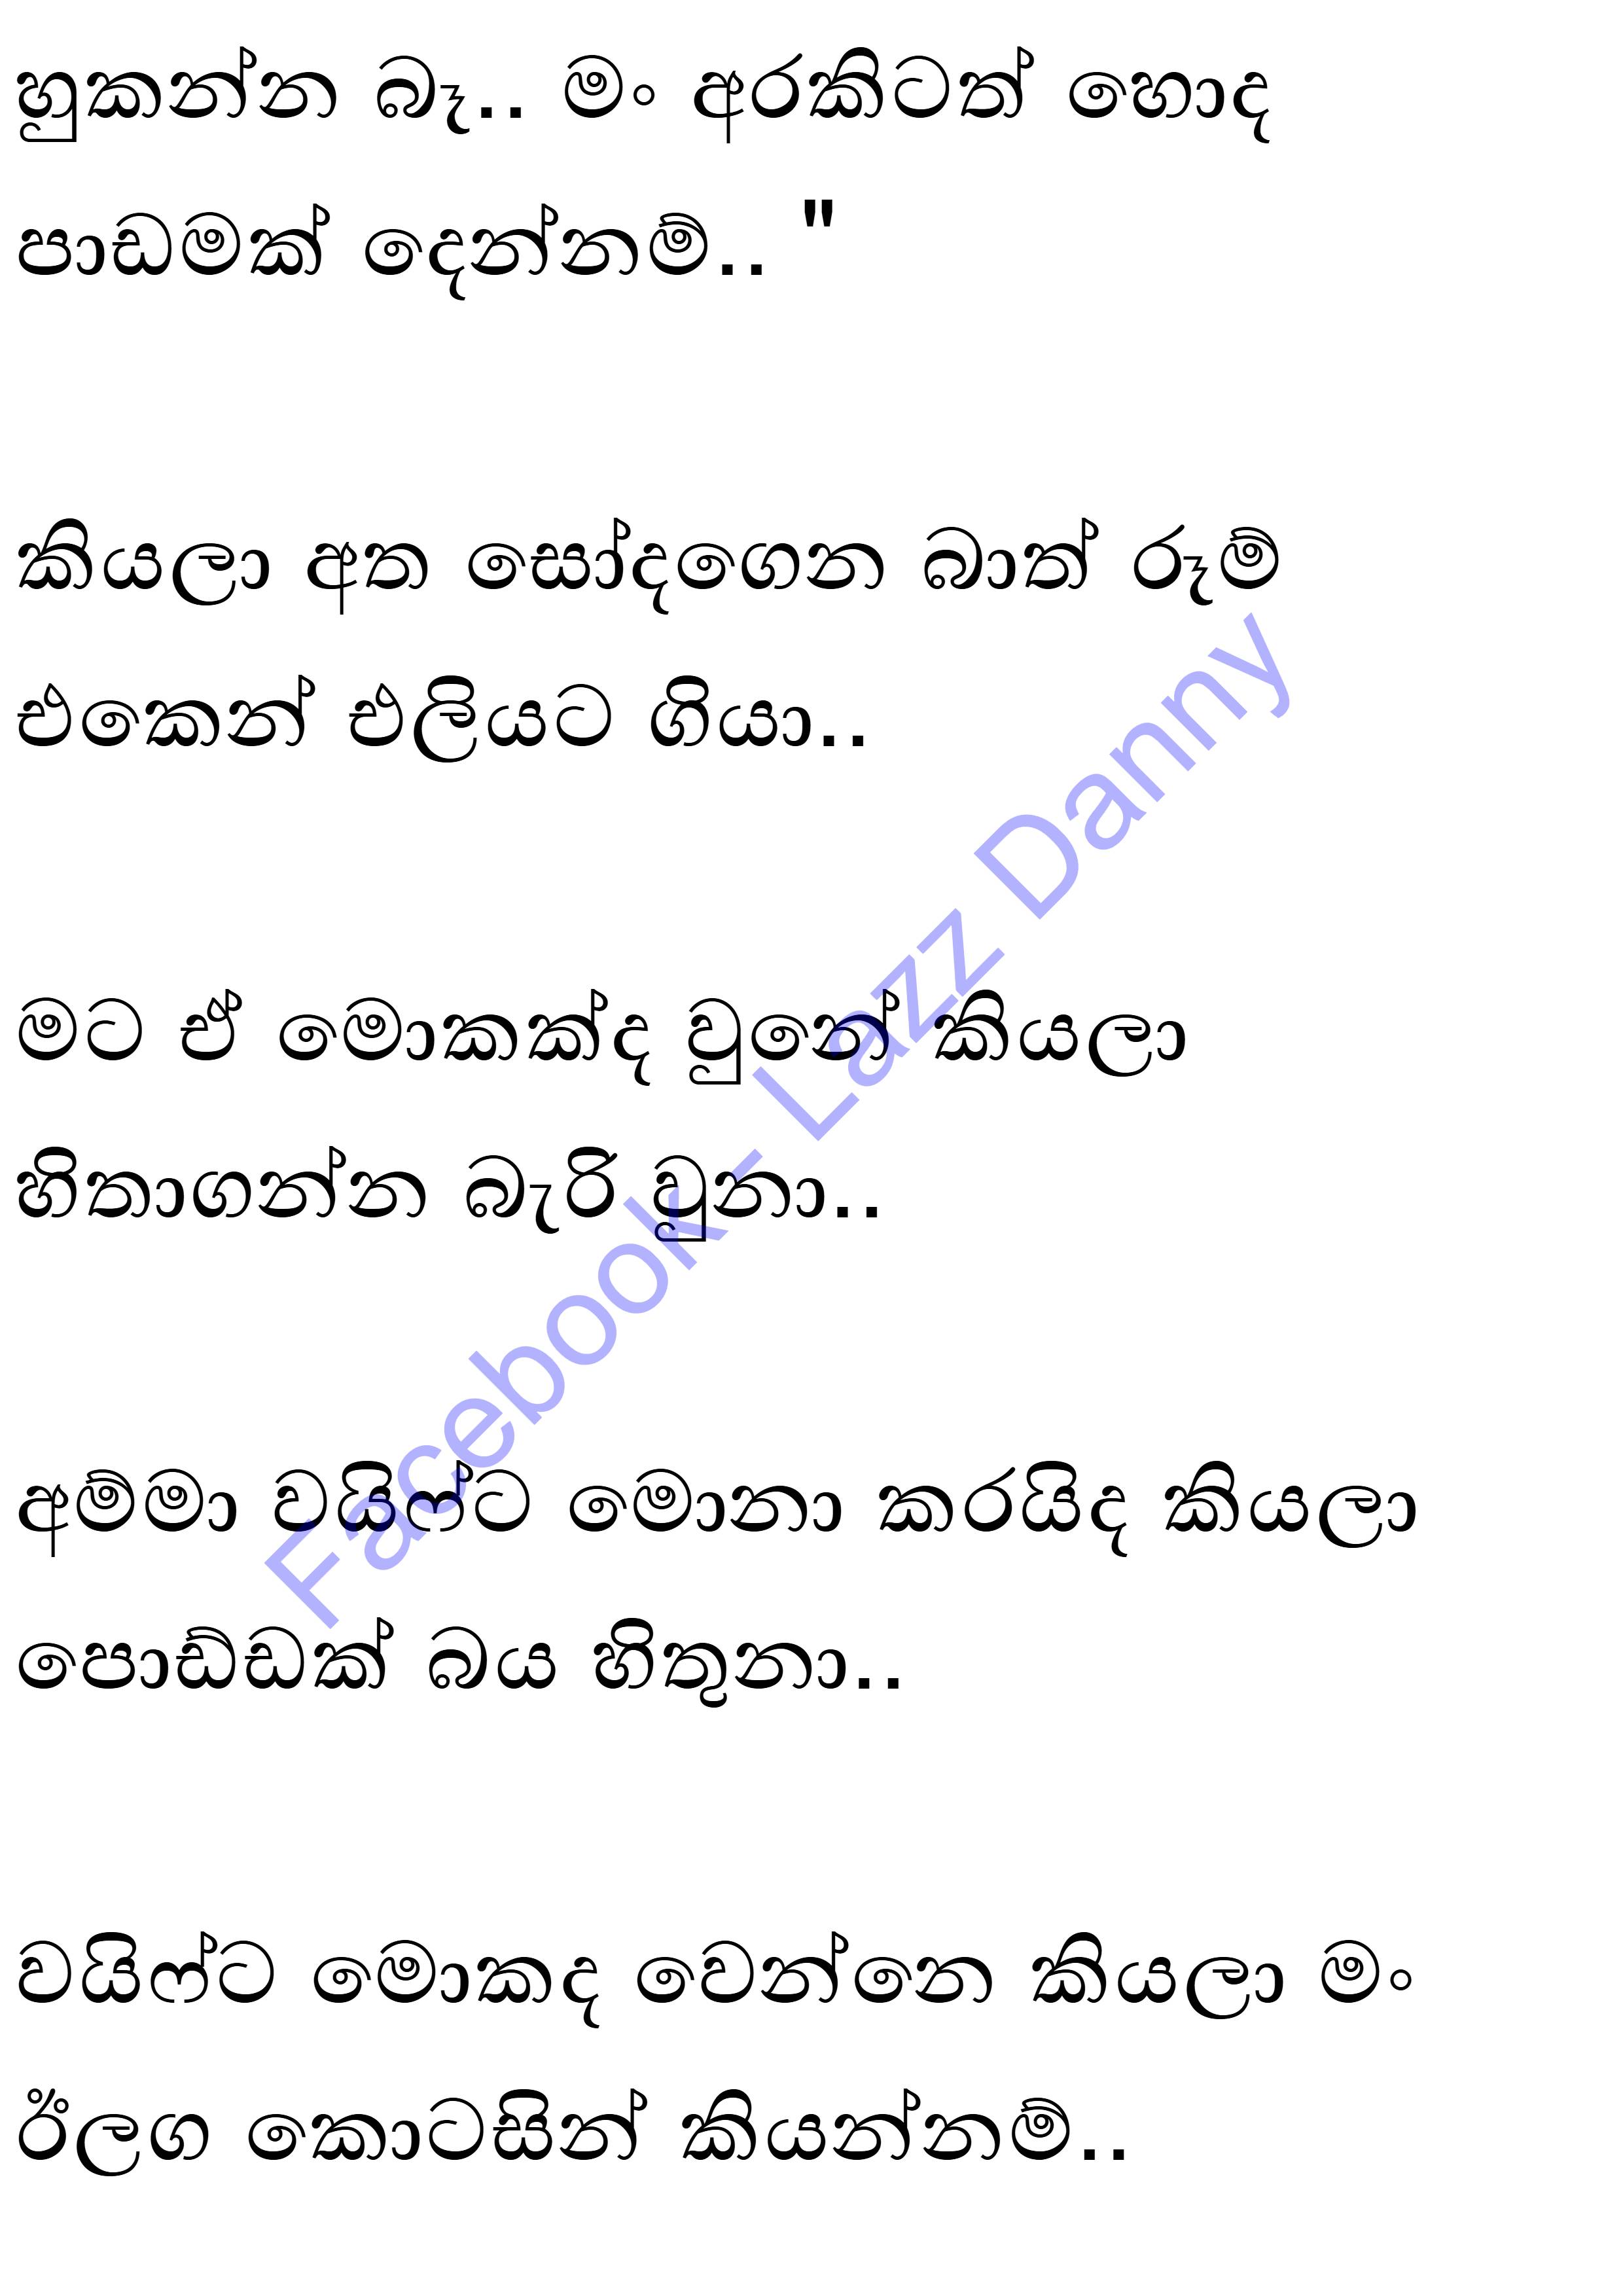 හුකන්න බෑ.. මං අරකිටත් හොද
පාඩමක් දෙන්නම්.. "
කියලා අත සෝදගෙන බාත් රූම්
එකෙන් එලියට ගියා..
මට ඒ මොකක්ද වුනේ කියලා
හිතාගන්න බැරි වුනා..
අම්මා වයිෆ්ට මොනා කරයිද කියලා
පොඩ්ඩක් බය හිතුනා..
වයිෆ්ට මොකද වෙන්නෙ කියලා මං
ඊලග කොටසින් කියන්නම්..
Facebook - Lazz Danny